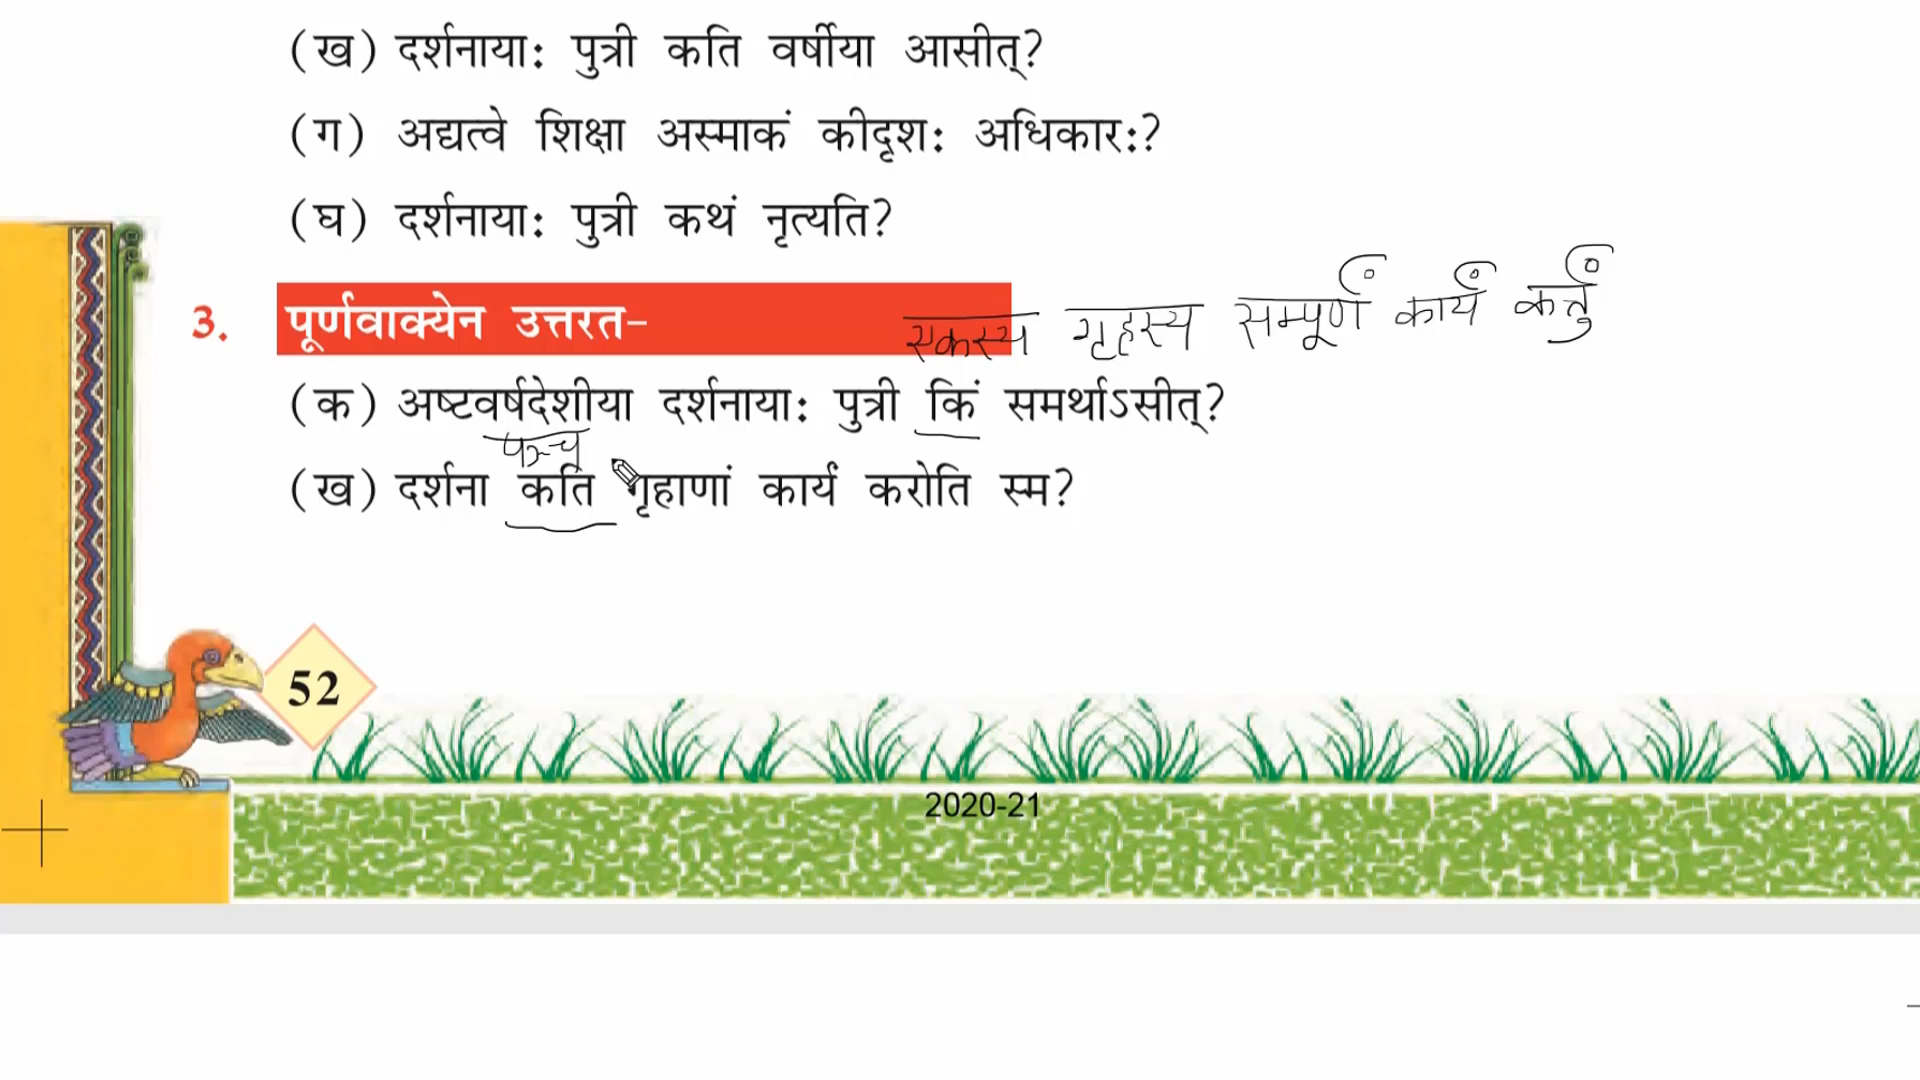 (ख) दर्शनायाः पुत्री कति वर्षीया आसीत्?
(ग) अद्यत्वे शिक्षा अस्माकं कीदृशः अधिकारः?
(घ) दर्शनायाः पुत्री कथं नृत्यति?
3. पूर्णवाक्येन उत्तरत-
एकस्य गृहस्य सम्पूर्णं कार्यं कर्त्तुं
(क) अष्टवर्षदेशीया दर्शनायाः पुत्री किं समर्थाऽसीत्?
पञ्च
(ख) दर्शना कति गृहाणां कार्यं करोति स्म?
52
2020-21